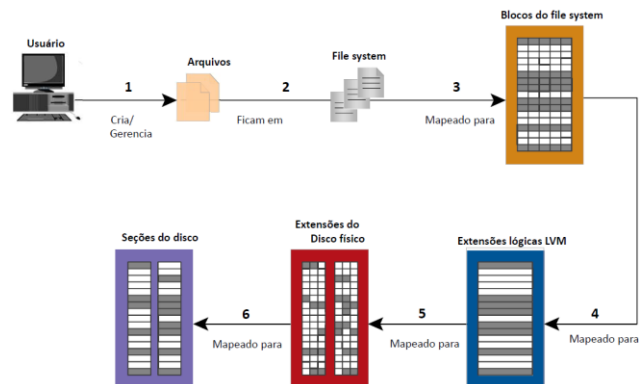 Usuário
Arquivos
File system
Blocos do file system
1
2
3
Cria/
Gerencia
Ficam em
Mapeado para
Seções do disco
Extensões do
Disco físico
Extensões lógicas LVM
6
5
4
Mapeado para
Mapeado para
Mapeado para